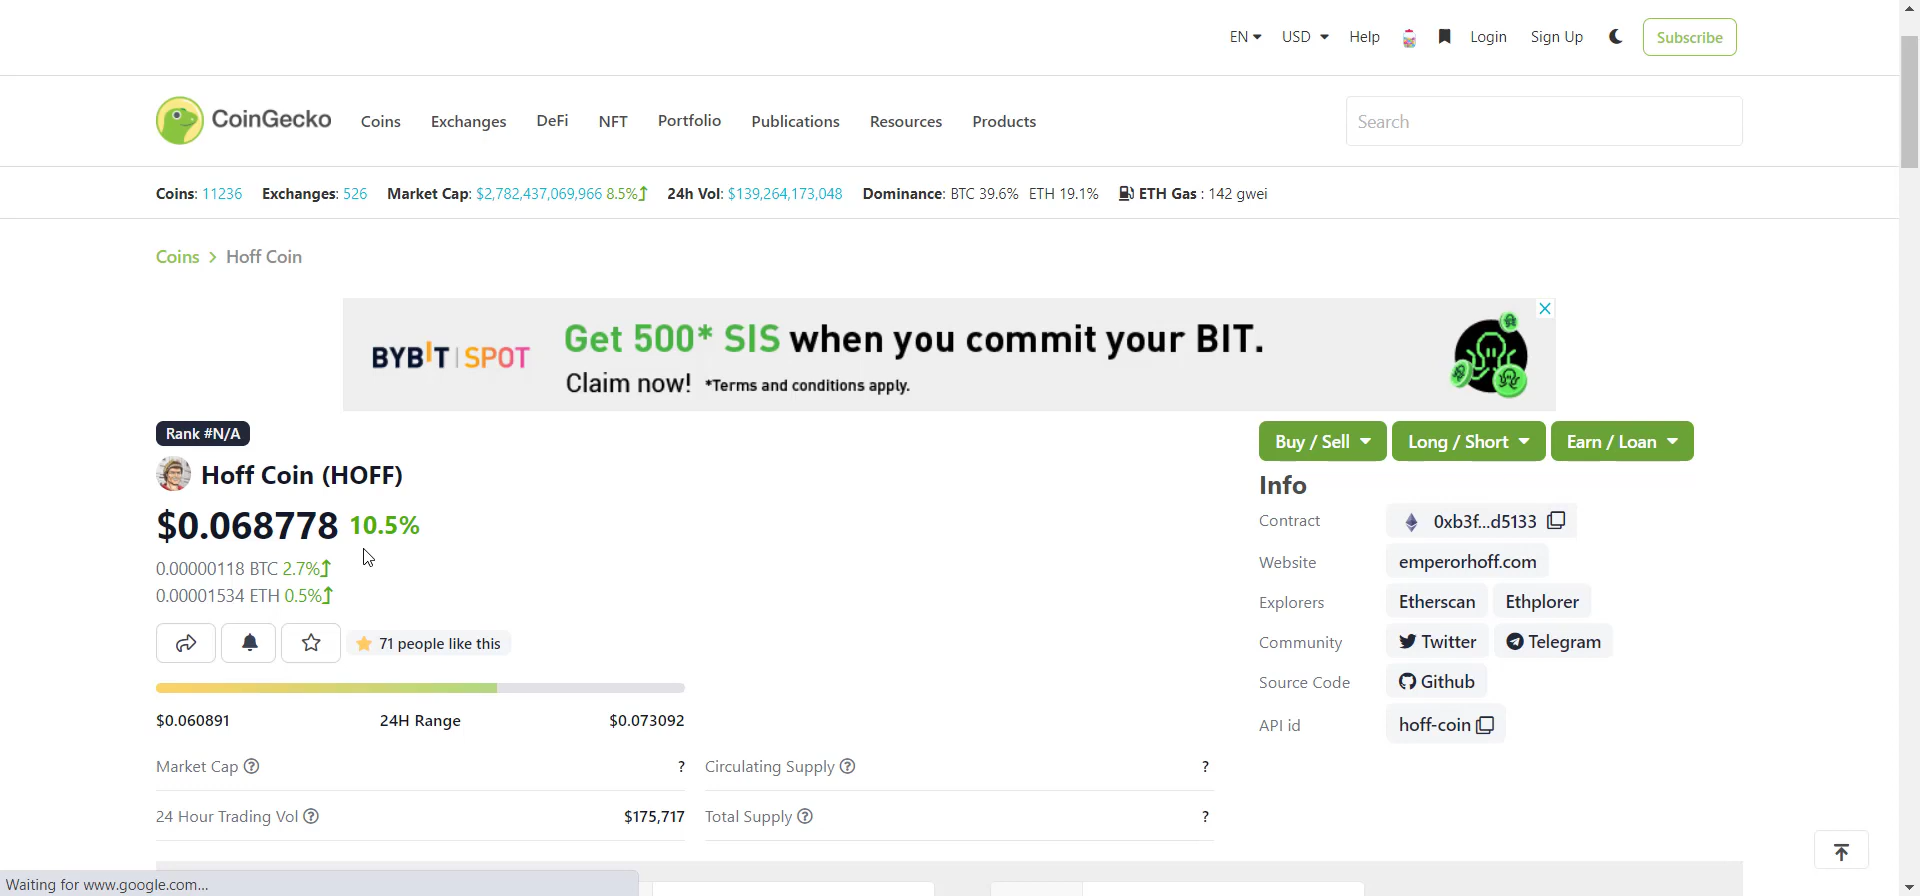 EN USD Help Login Sign Up Subscribe
CoinGecko Coins Exchanges DeFi NFT Portfolio Publications Resources Products Search
Coins: 11236 Exchanges: 526 Market Cap: $2,782,437,069,966 8.5% 24h Vol: $139,264,173,048 Dominance: BTC 39.6% ETH 19.1% ETH Gas : 142 gwei
Coins > Hoff Coin
BYBIT | SPOT
Get 500* SIS when you commit your BIT.
Claim now! *Terms and conditions apply.
Rank #N/A
Hoff Coin (HOFF)
$0.068778 10.5%
0.00000118 BTC 2.7%
0.00001534 ETH 0.5%
71 people like this
$0.060891 24H Range $0.073092
Market Cap ?
Circulating Supply ?
24 Hour Trading Vol $175,717
Total Supply ?
Buy / Sell Long / Short Earn / Loan
Info
Contract 0xb3f...d5133
Website emperorhoff.com
Explorers Etherscan Ethplorer
Community Twitter Telegram
Source Code Github
API id hoff-coin
Waiting for www.google.com...